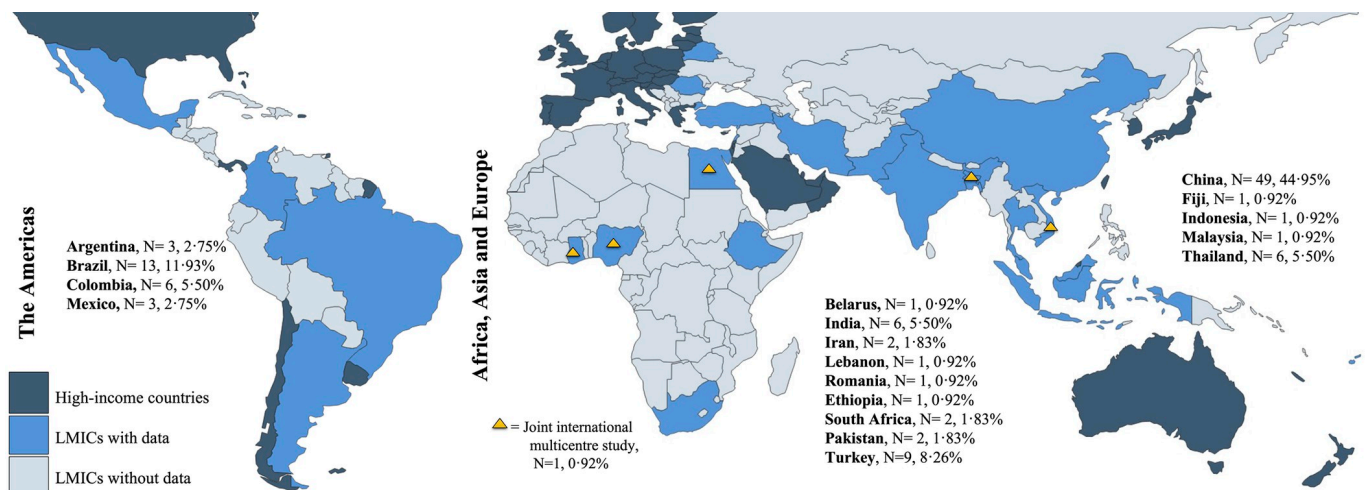 The Americas
Argentina, N= 3, 2·75%
Brazil, N= 13, 11·93%
Colombia, N= 6, 5·50%
Mexico, N= 3, 2·75%
High-income countries
LMICs with data
LMICs without data
Africa, Asia and Europe
= Joint international
multicentre study,
N=1, 0·92%
Belarus, N= 1, 0·92%
India, N= 6, 5·50%
Iran, N= 2, 1·83%
Lebanon, N= 1, 0·92%
Romania, N= 1, 0·92%
Ethiopia, N= 1, 0·92%
South Africa, N= 2, 1·83%
Pakistan, N= 2, 1·83%
Turkey, N=9, 8·26%
China, N= 49, 44·95%
Fiji, N= 1, 0·92%
Indonesia, N= 1, 0·92%
Malaysia, N= 1, 0·92%
Thailand, N= 6, 5·50%